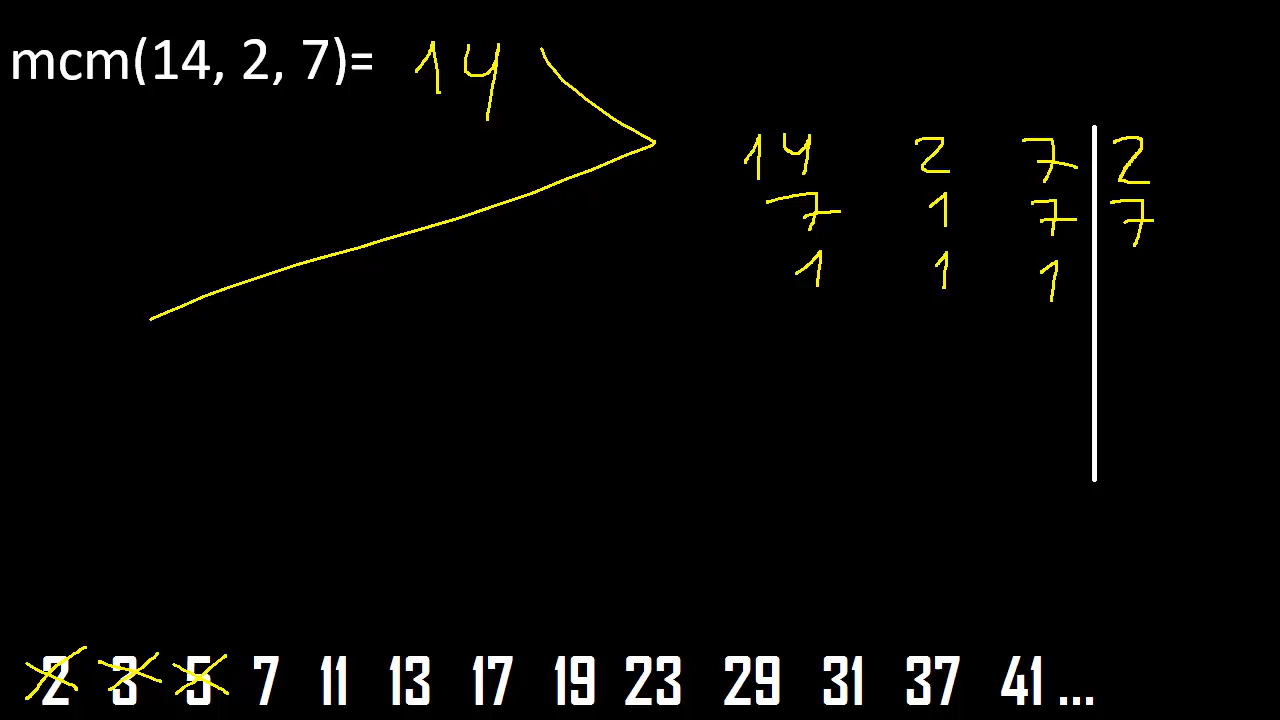 mcm(14, 2, 7)= 14
14 2 7 2
7 1 7 7
1 1 1
2 3 5 7 11 13 17 19 23 29 31 37 41 ...